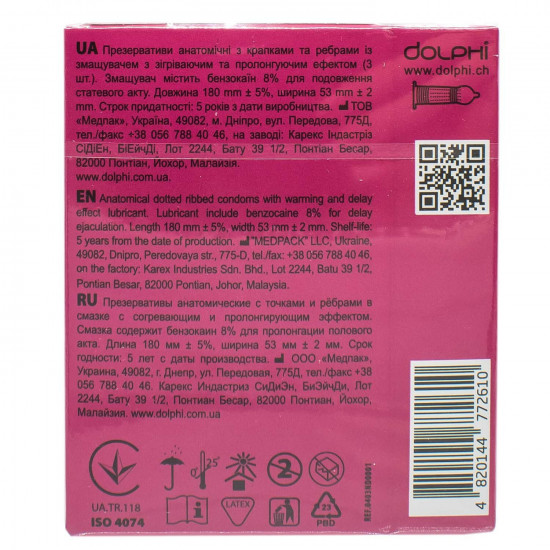 UA Презервативи анатомічні з крапками та ребрами із
змащувачем з зігріваючим та пролонгуючим ефектом (3
шт.). Змащувач містить бензокаїн 8% для подовження
статевого акту. Довжина 180 мм ± 5%, ширина 53 мм ± 2
мм. Строк придатності: 5 років з дати виробництва. ТОВ
«Медпак», Україна, 49082, м. Дніпро, вул. Передова, 775Д,
тел./факс +38 056 788 40 46, на заводі: Карекс Індастріз
СІДіЕн, БіЕйчДі, Лот 2244, Бату 39 1/2, Понтіан Бесар,
82000 Понтіан, Йохор, Малайзія.
www.dolphi.com.ua
EN Anatomical dotted ribbed condoms with warming and delay
effect lubricant. Lubricant include benzocaine 8% for delay
ejaculation. Length 180 mm ± 5%, width 53 mm ± 2 mm. Shelf-life:
5 years from the date of production. "MEDPACK" LLC, Ukraine,
49082, Dnipro, Peredovaya str., 775-D, tel./fax: +38 056 788 40 46,
on the factory: Karex Industries Sdn. Bhd., Lot 2244, Batu 39 1/2,
Pontian Besar, 82000 Pontian, Johor, Malaysia.
RU Презервативы анатомические с точками и рёбрами в
смазке с согревающим и пролонгирующим эффектом.
Смазка содержит бензокаин 8% для пролонгации полового
акта. Длина 180 мм ± 5%, ширина 53 мм ± 2 мм. Срок
годности: 5 лет с даты производства. ООО «Медпак»,
Украина, 49082, г. Днепр, ул. Передовая, 775Д, тел./факс +38
056 788 40 46. Карекс Индастриз СиДиЭн, БиЭйчДи, Лот
2244, Бату 39 1/2, Понтиан Бесар, 82000 Понтиан, Йохор,
Малайзия. www.dolphi.com.ua
DOLPHI
www.dolphi.ch
25°
2
LATEX
23
PBD
UA.TR.118
ISO 4074
4 820144 772610